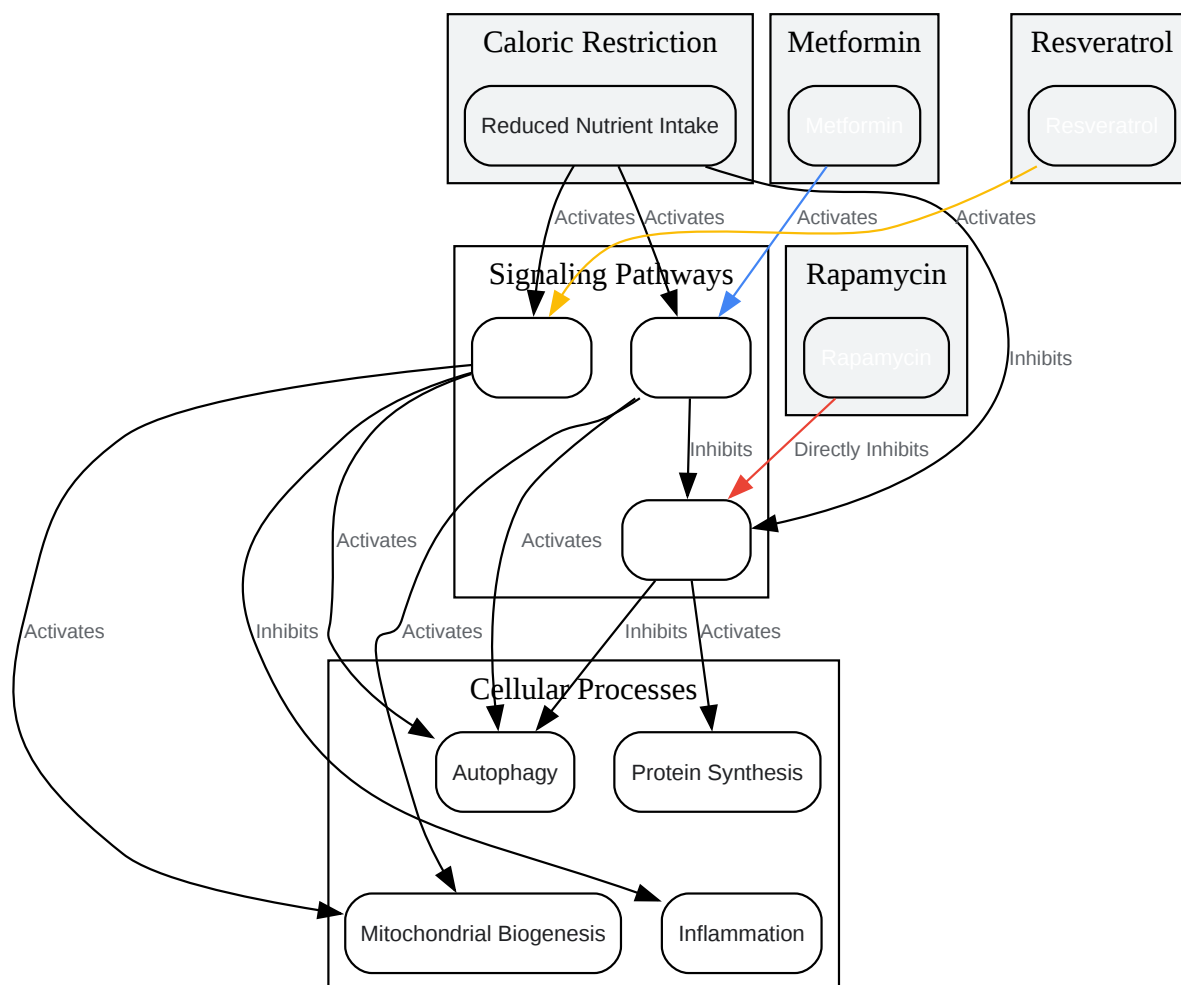 Caloric Restriction
Metformin
Resveratrol
Reduced Nutrient Intake
Metformin
Resveratrol
Activates
Activates
Activates
Activates
Signaling Pathways
Rapamycin
Rapamycin
Inhibits
Inhibits
Directly Inhibits
Activates
Activates
Activates
Inhibits
Activates
Inhibits
Activates
Cellular Processes
Autophagy
Protein Synthesis
Mitochondrial Biogenesis
Inflammation